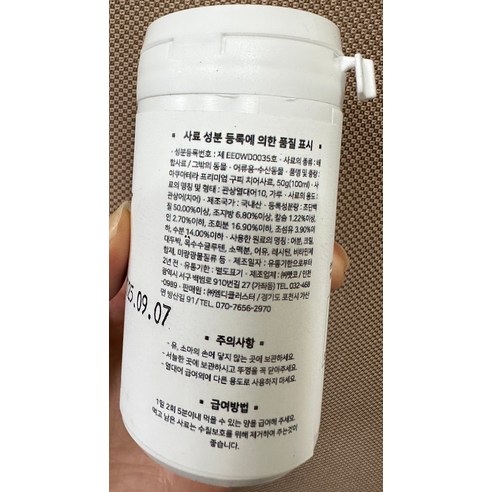 사료 성분 등록에 의한 품질 표시
· 성분등록번호 : 제 EEOWD0035호 · 사료의 종류 : 배
합사료 / 그밖의 동물 · 어류용·수산동물 · 품명 및 중량 :
아쿠아테라 프리미엄 구피 치어사료, 50g(100ml) · 사
료의 명칭 및 형태 : 관상열대어10, 가루 · 사료의 용도 :
관상어(치어) · 제조국가 : 국내산 · 등록성분량 : 조단백
질 50.00%이상, 조지방 6.80%이상, 칼슘 1.22%이상,
인 2.70%이하, 조회분 16.90%이하, 조섬유 3.90%이
하, 수분 14.00%이하 · 사용한 원료의 명칭 : 어분, 크릴,
대두박, 옥수수글루텐, 소맥분, 어유, 레시틴, 비타민제
합제, 미량광물질류 등 · 제조일자 : 유통기한으로부터
2년 전 · 유통기한 : 별도표기 · 제조업체 : ㈜펫코 / 인천
광역시 서구 백범로 910번길 27 (가좌동) TEL. 032-468
-0989 · 판매원 : ㈜엔디클러스터 / 경기도 포천시 가산
면 방산길 91 / TEL. 070-7656-2970
25.09.07
주의사항
- 유, 소아의 손에 닿지 않는 곳에 보관하세요.
- 서늘한 곳에 보관하시고 뚜껑을 꼭 닫아주세요.
- 열대어 급여외에 다른 용도로 사용하지 마세요.
급여방법
1일 2회 5분이내 먹을 수 있는 양을 급여해 주세요.
먹고 남은 사료는 수질보호를 위해 제거하여 주는것이
좋습니다.